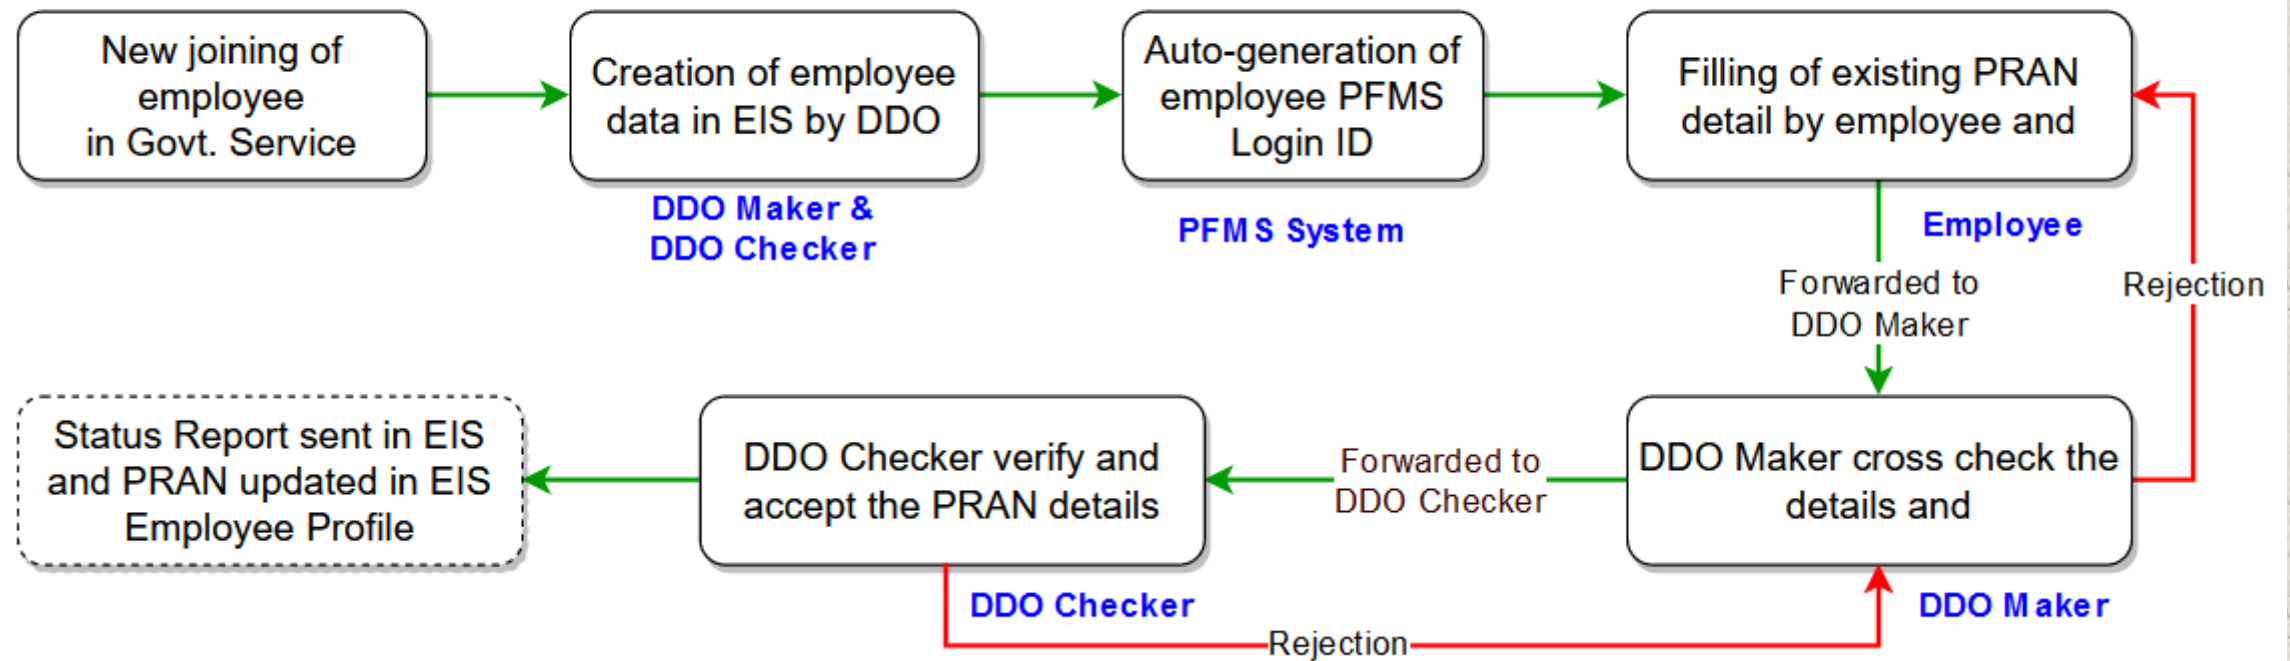 New joining of
employee
in Govt. Service
Creation of employee
data in EIS by DDO
DDO Maker &
DDO Checker
Auto-generation of
employee PFMS
Login ID
PFMS System
Filling of existing PRAN
detail by employee and
Employee
Forwarded to
DDO Maker
Rejection
DDO Maker cross check the
details and
DDO Maker
Forwarded to
DDO Checker
DDO Checker verify and
accept the PRAN details
DDO Checker
Rejection
Status Report sent in EIS
and PRAN updated in EIS
Employee Profile